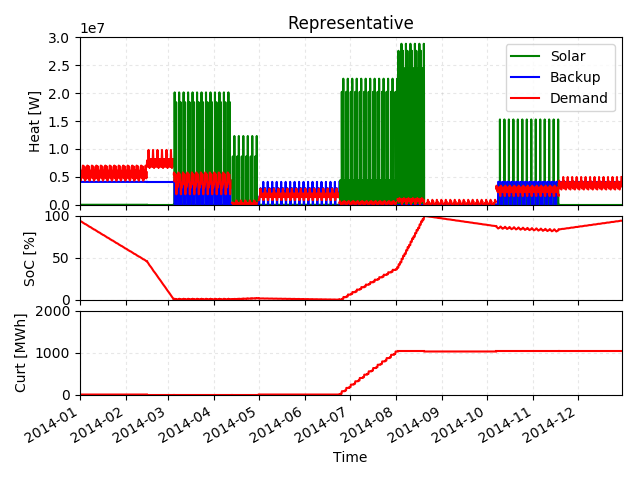 Representative
1e7
3.0
2.5
2.0
1.5
1.0
0.5
0.0
Heat [W]
Solar
Backup
Demand
100
50
0
SoC [%]
2000
1000
0
Curt [MWh]
2014-01
2014-02
2014-03
2014-04
2014-05
2014-06
2014-07
2014-08
2014-09
2014-10
2014-11
2014-12
Time